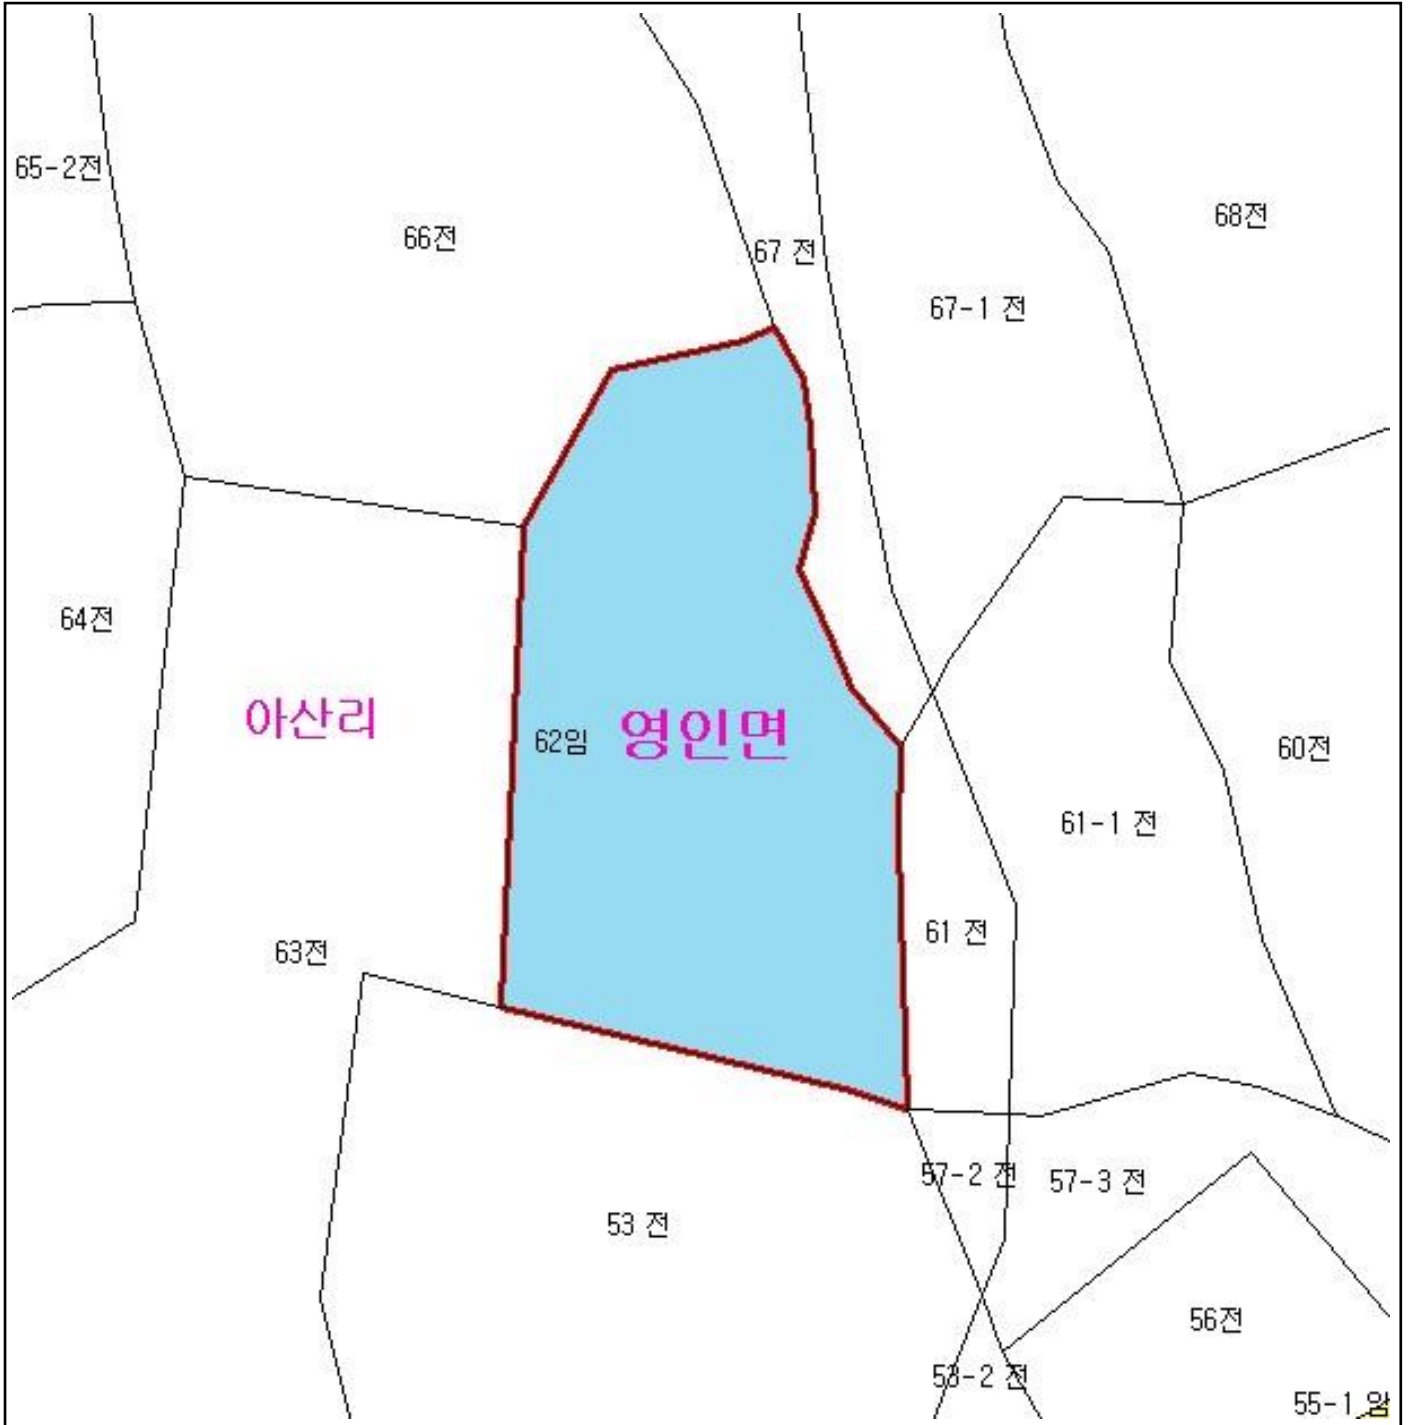 65-2전
68전
66전
67 전
67-1 전
64전
아산리
62임
영인면
60전
61-1 전
61 전
63전
57-2 전
57-3 전
53 전
56전
53-2 전
55-1 임